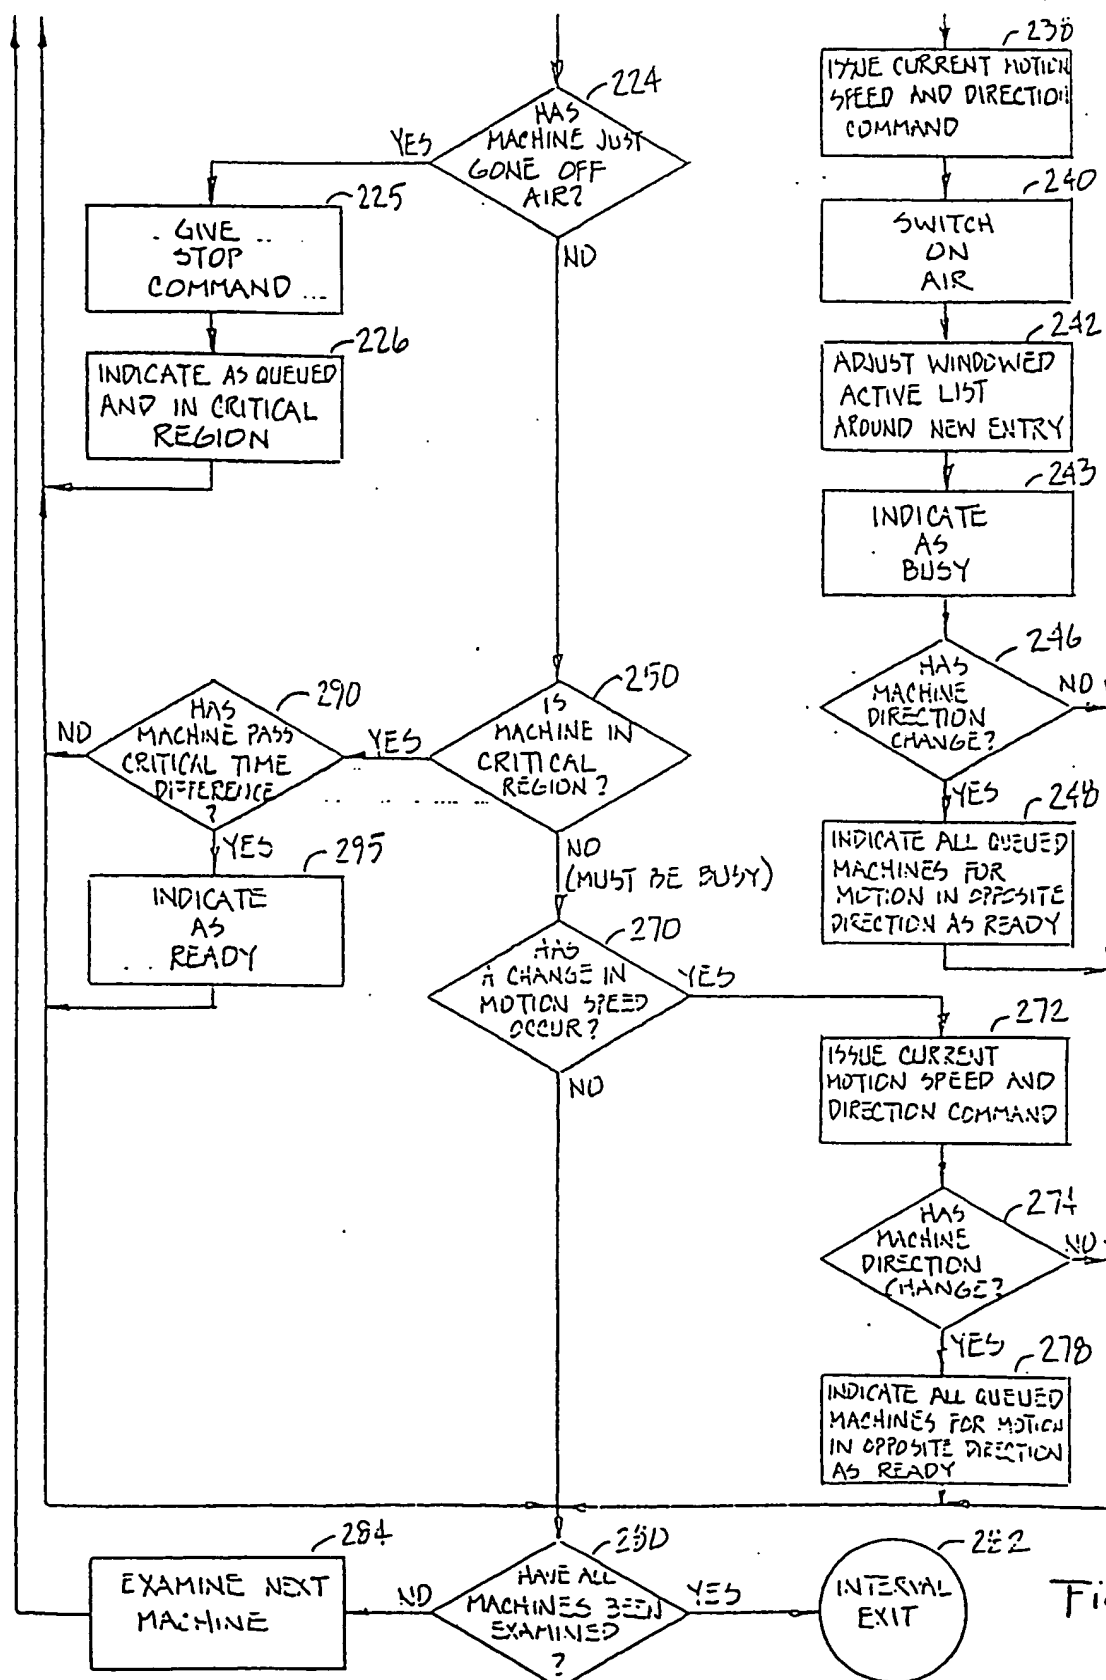 224
HAS
MACHINE JUST
GONE OFF
AIR?
YES
NO
225
GIVE
STOP
COMMAND
226
INDICATE AS QUEUED
AND IN CRITICAL
REGION
238
ISSUE CURRENT MOTION
SPEED AND DIRECTION
COMMAND
240
SWITCH
ON
AIR
242
ADJUST WINDOWED
ACTIVE LIST
AROUND NEW ENTRY
243
INDICATE
AS
BUSY
246
HAS
MACHINE
DIRECTION
CHANGE?
NO
YES
248
INDICATE ALL QUEUED
MACHINES FOR
MOTION IN OPPOSITE
DIRECTION AS READY
250
IS
MACHINE IN
CRITICAL
REGION?
YES
NO
(MUST BE BUSY)
290
HAS
MACHINE PASS
CRITICAL TIME
DIFFERENCE
?
NO
YES
295
INDICATE
AS
READY
270
HAS
A CHANGE IN
MOTION SPEED
OCCUR?
YES
NO
272
ISSUE CURRENT
MOTION SPEED AND
DIRECTION COMMAND
274
HAS
MACHINE
DIRECTION
CHANGE?
NO
YES
278
INDICATE ALL QUEUED
MACHINES FOR MOTION
IN OPPOSITE DIRECTION
AS READY
280
HAVE ALL
MACHINES BEEN
EXAMINED
?
NO
YES
284
EXAMINE NEXT
MACHINE
282
INTERVAL
EXIT